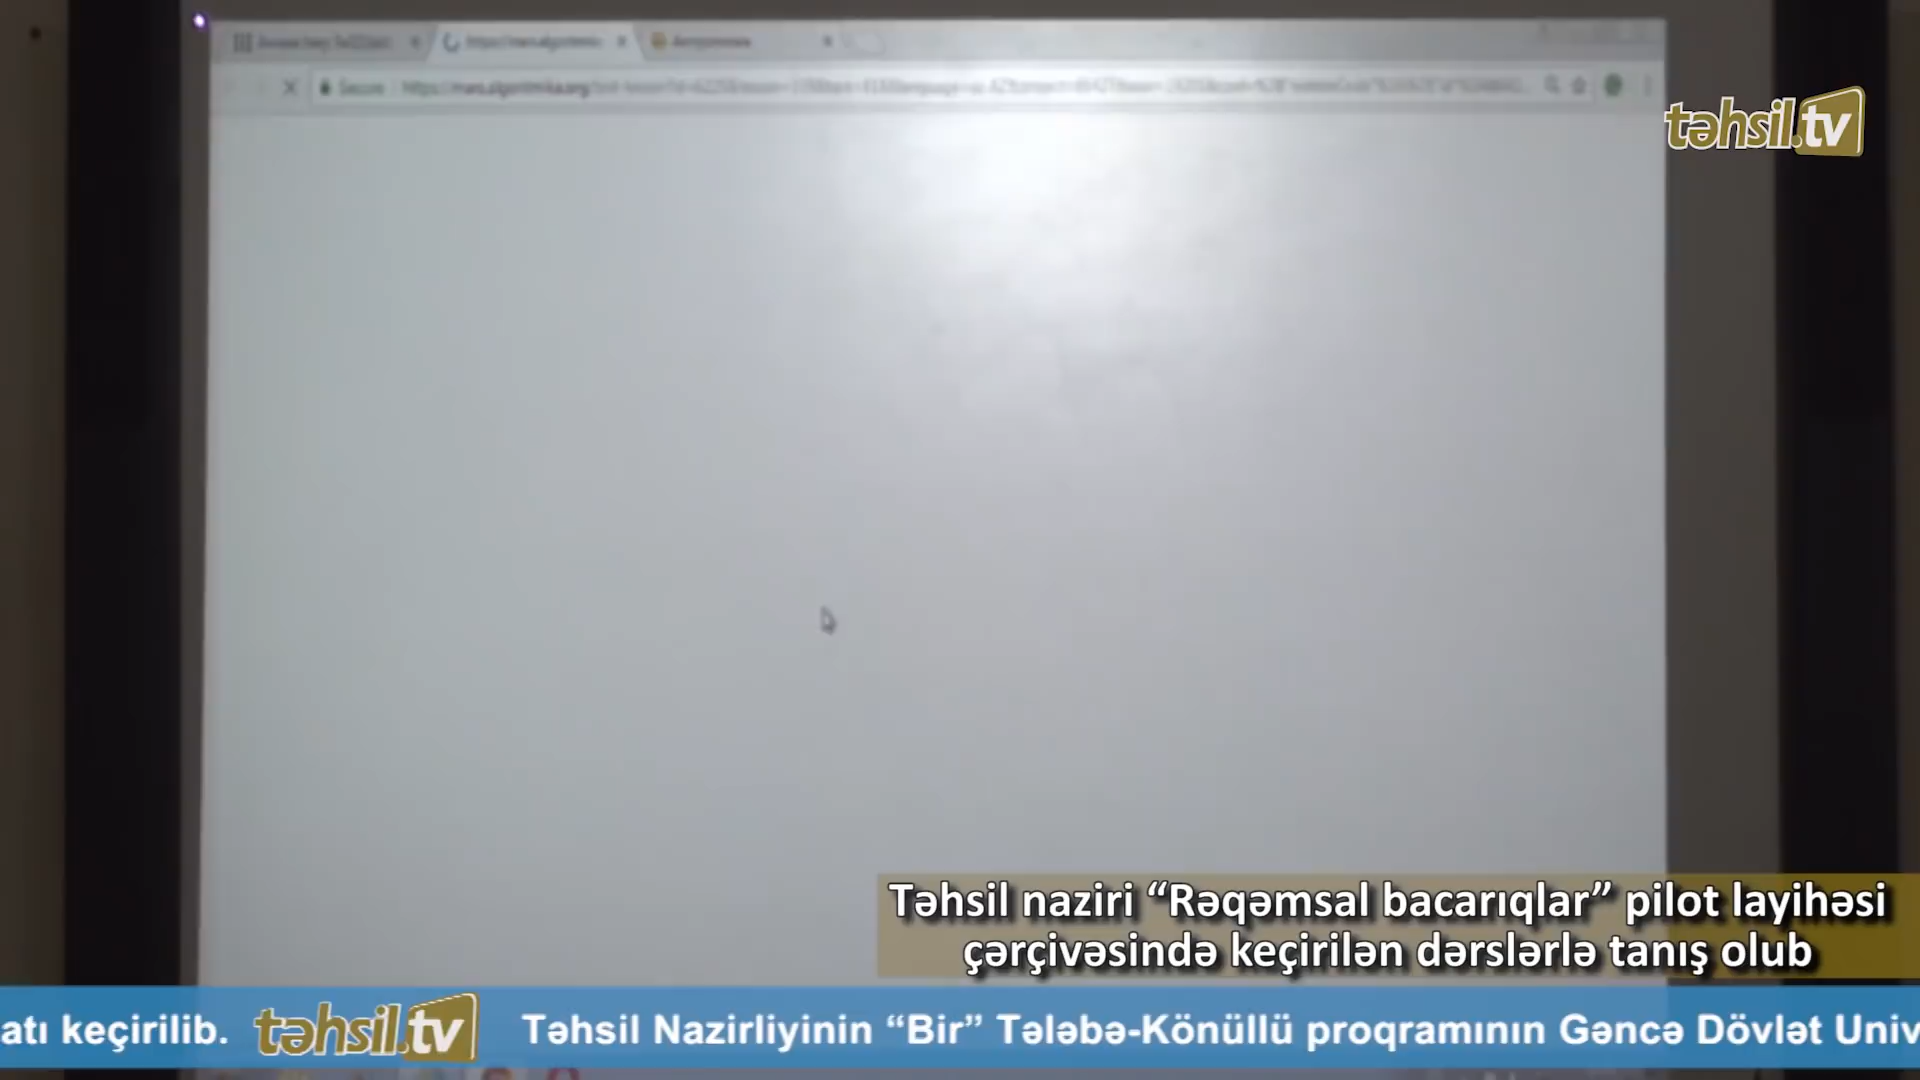 Secure
təhsil.tv
Təhsil naziri “Rəqəmsal bacarıqlar” pilot layihəsi
çərçivəsində keçirilən dərslərlə tanış olub
atı keçirilib. təhsil.tv Təhsil Nazirliyinin “Bir” Tələbə-Könüllü proqramının Gəncə Dövlət Univ